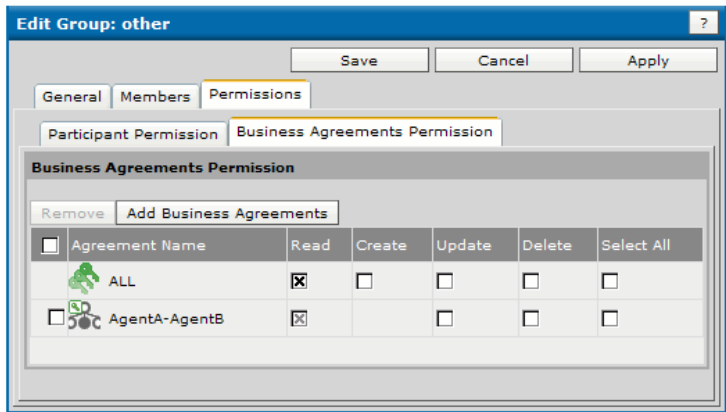 Edit Group: other ?
Save Cancel Apply
General Members Permissions
Participant Permission Business Agreements Permission
Business Agreements Permission
Remove Add Business Agreements
Agreement Name Read Create Update Delete Select All
ALL
AgentA-AgentB